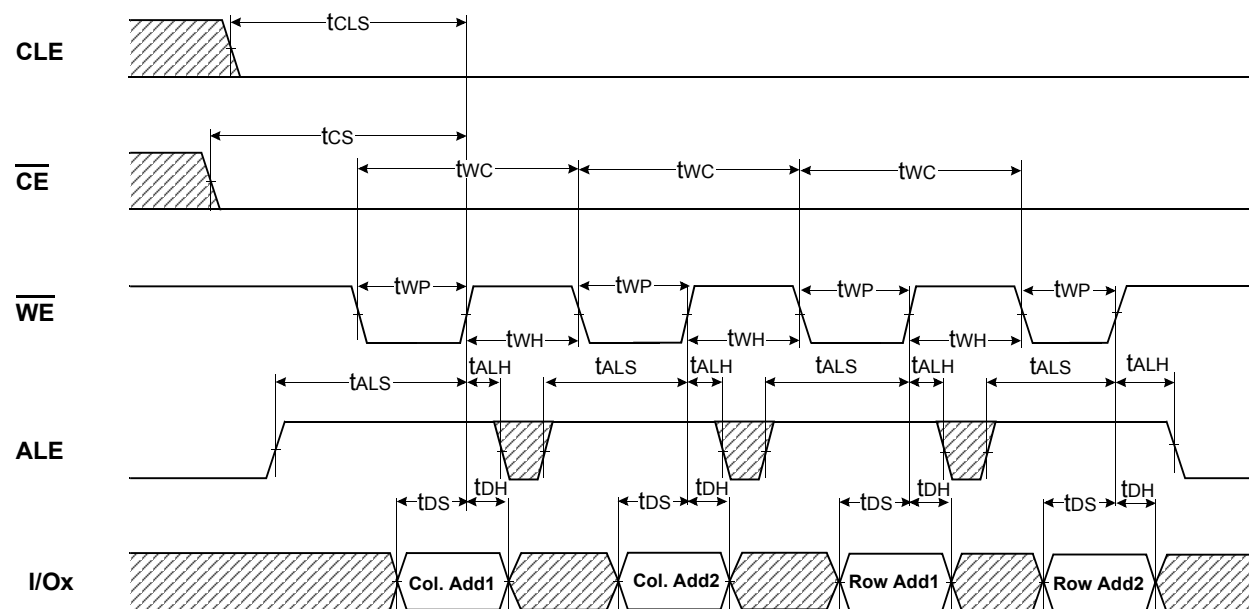 CLE
tCLS
CE
tCS
tWC tWC tWC
WE
tWP tWP tWP tWP
tWH tWH tWH
tALS tALH tALS tALH tALS tALH tALS tALH
ALE
tDS tDH tDS tDH tDS tDH tDS tDH
I/Ox Col. Add1 Col. Add2 Row Add1 Row Add2